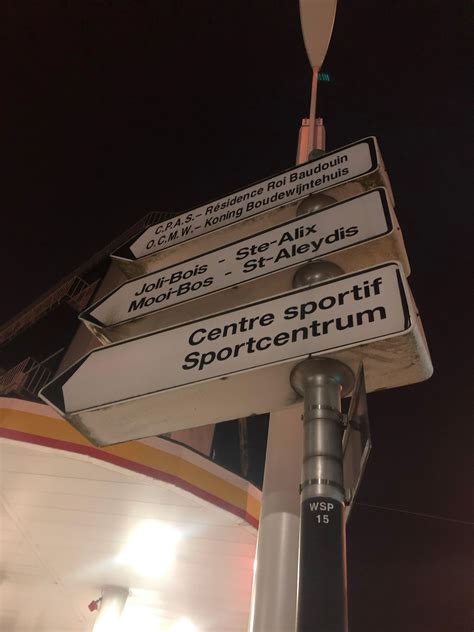 C.P.A.S.– Résidence Roi Baudouin
O.C.M.W.– Koning Boudewijntehuis
Joli-Bois - Ste-Alix
Mooi-Bos - St-Aleydis
Centre sportif
Sportcentrum
WSP
15